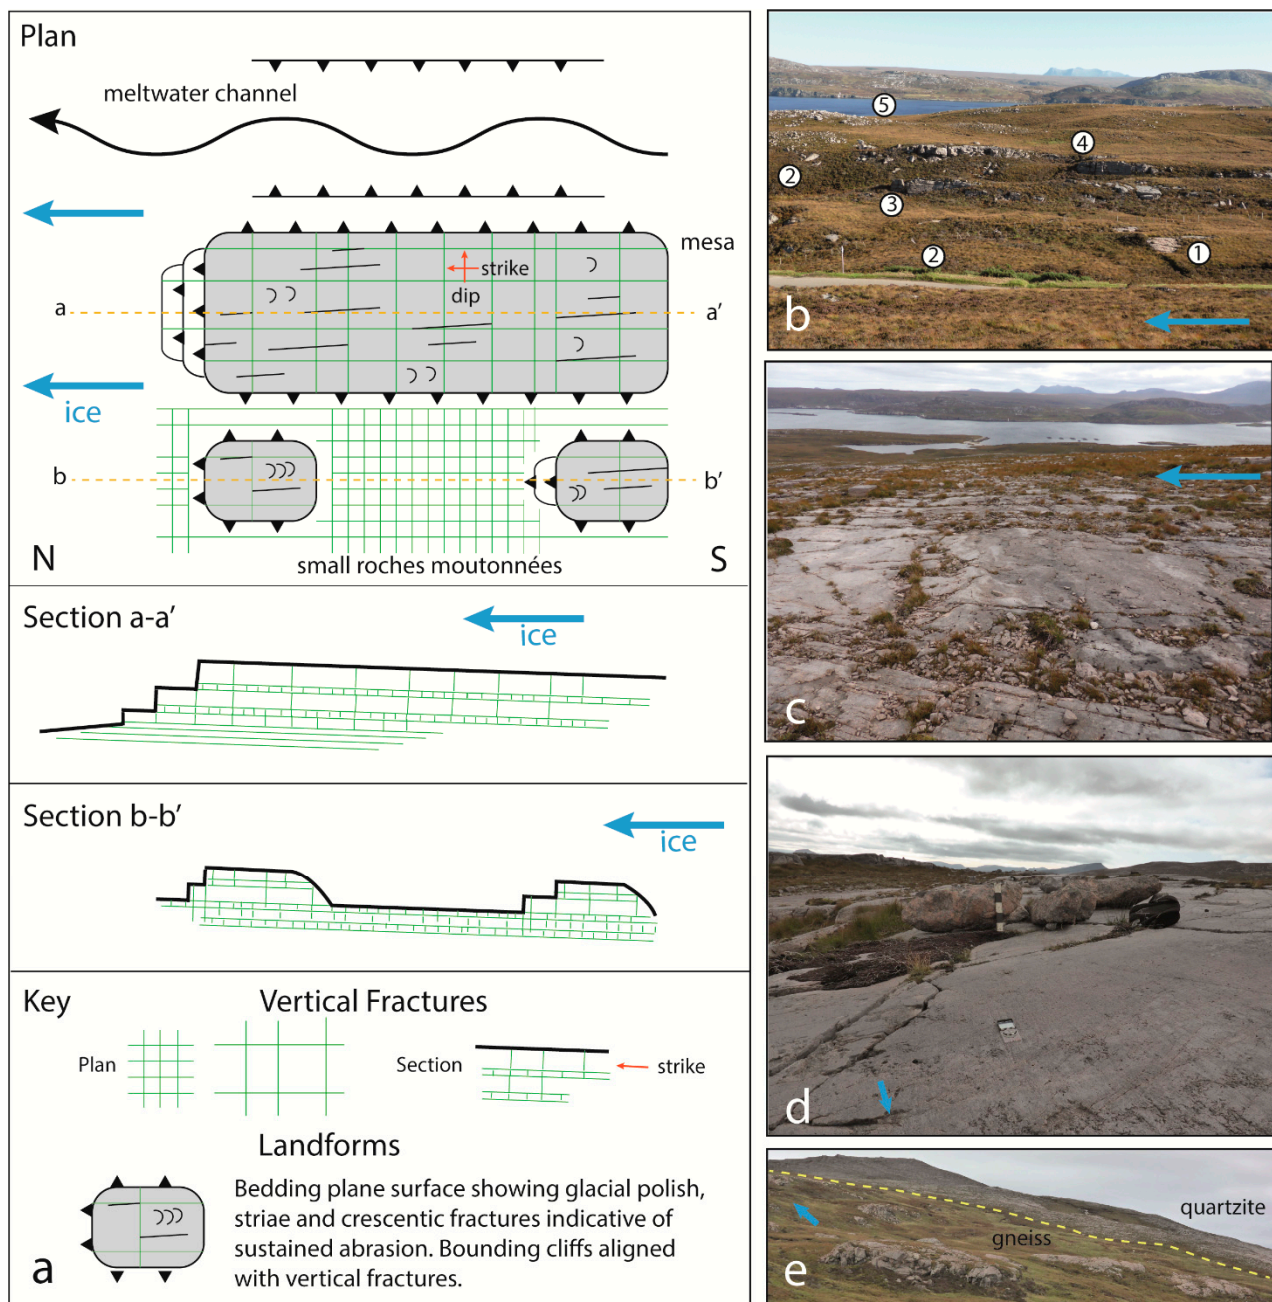 Plan
meltwater channel
mesa
strike
dip
a
a'
ice
b
b'
N
S
small roches moutonnées
Section a-a'
ice
Section b-b'
ice
Key
Vertical Fractures
Plan
Section
strike
Landforms
Bedding plane surface showing glacial polish,
striae and crescentic fractures indicative of
sustained abrasion. Bounding cliffs aligned
with vertical fractures.
a
5
4
2
3
1
2
b
c
d
quartzite
gneiss
e